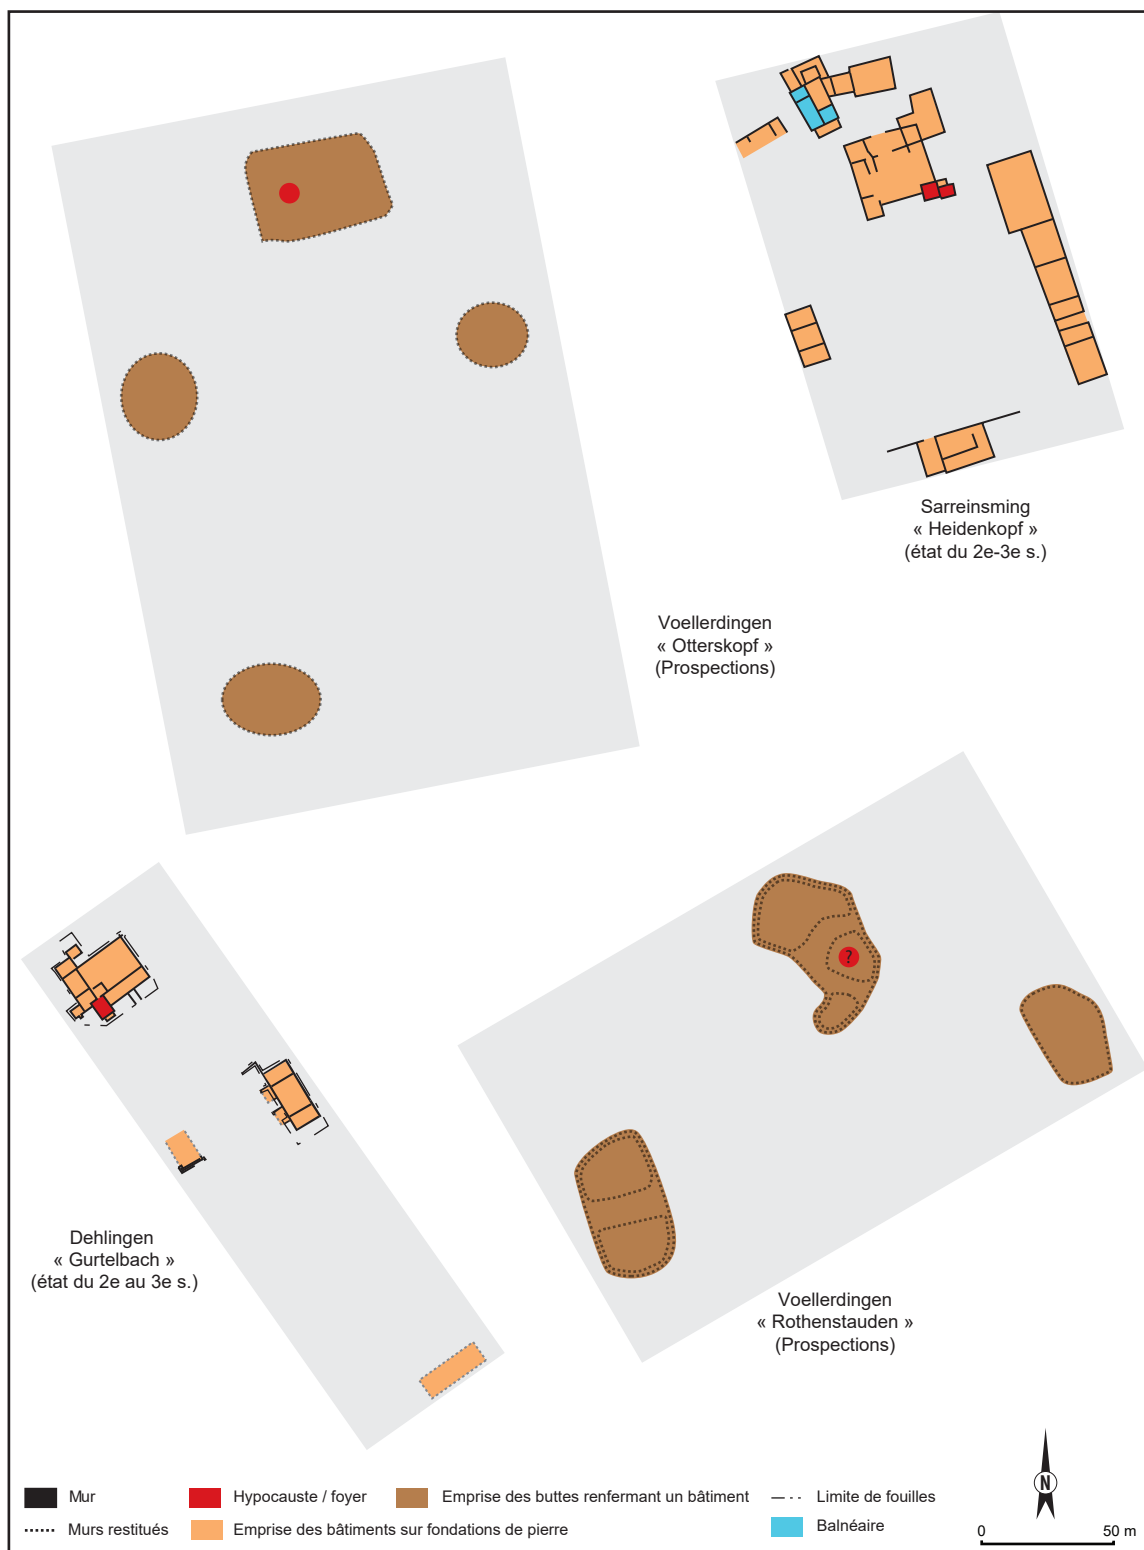 Sarreinsming
« Heidenkopf »
(état du 2e-3e s.)
Voellerdingen
« Otterskopf »
(Prospections)
?
Dehlingen
« Gurtelbach »
(état du 2e au 3e s.)
Voellerdingen
« Rothenstauden »
(Prospections)
Mur
Hypocauste / foyer
Emprise des buttes renfermant un bâtiment
Limite de fouilles
Murs restitués
Emprise des bâtiments sur fondations de pierre
Balnéaire
N
0 50 m